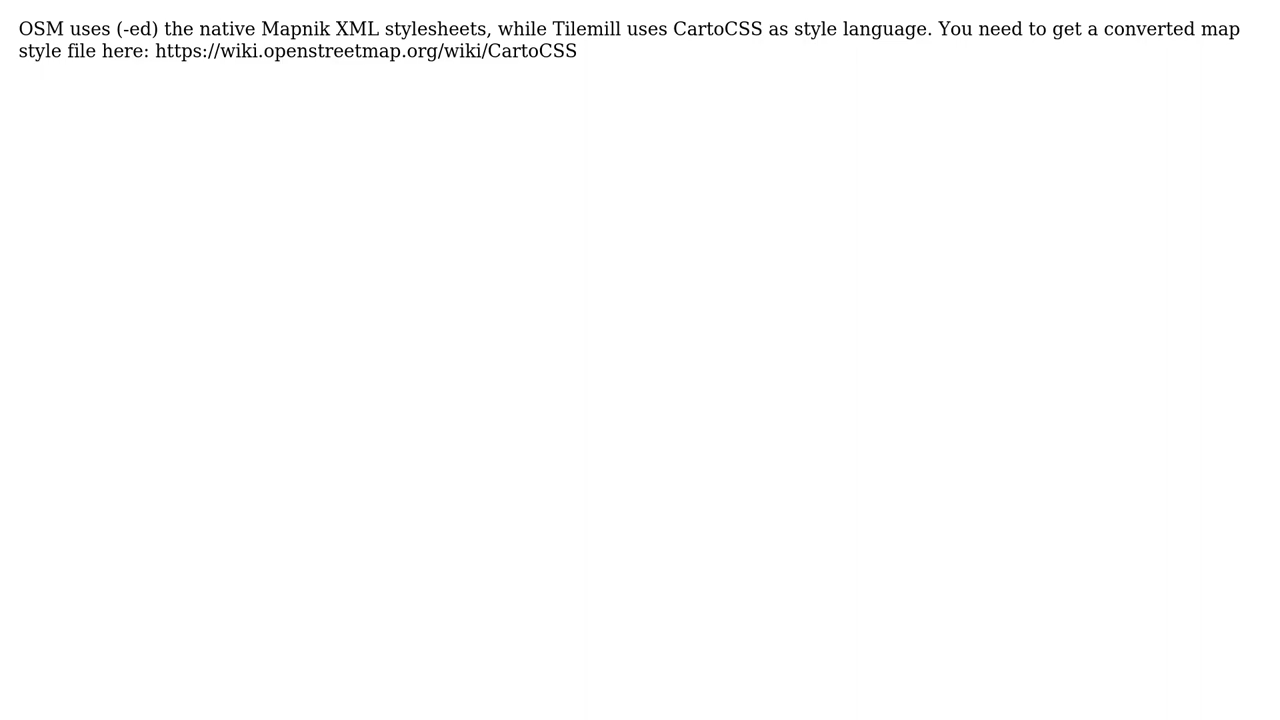 OSM uses (-ed) the native Mapnik XML stylesheets, while Tilemill uses CartoCSS as style language. You need to get a converted map
style file here: https://wiki.openstreetmap.org/wiki/CartoCSS